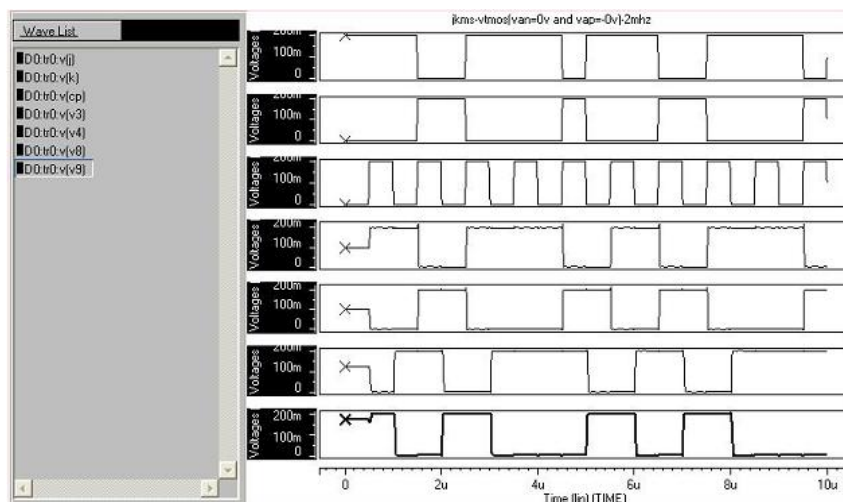 jkms-vtmos(van=0v and vap=-0v)-2mhz
Wave List
D0:tr0:v(j)
D0:tr0:v(k)
D0:tr0:v(cp)
D0:tr0:v(v3)
D0:tr0:v(v4)
D0:tr0:v(v8)
D0:tr0:v(v9)
Voltages
200m
100m
0
Voltages
200m
100m
0
Voltages
200m
100m
0
Voltages
200m
100m
0
Voltages
200m
100m
0
Voltages
200m
100m
0
Voltages
200m
100m
0
0 2u 4u 6u 8u 10u
Time (lin) (TIME)